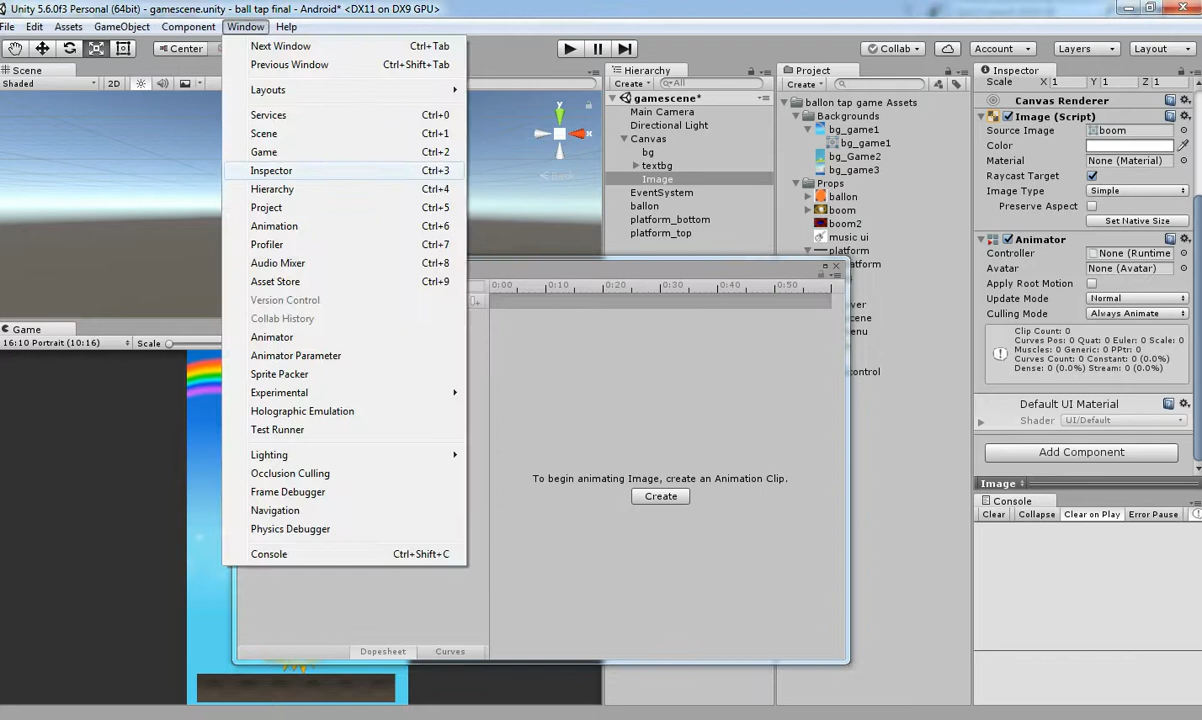 Unity 5.6.0f3 Personal (64bit) - gamescene.unity - ball tap final - Android* <DX11 on DX9 GPU>
File Edit Assets GameObject Component Window Help
Center
Collab
Account
Layers
Layout
Scene
Shaded
2D
Game
16:10 Portrait (10:16)
Scale
Next Window Ctrl+Tab
Previous Window Ctrl+Shift+Tab
Layouts
Services Ctrl+0
Scene Ctrl+1
Game Ctrl+2
Inspector Ctrl+3
Hierarchy Ctrl+4
Project Ctrl+5
Animation Ctrl+6
Profiler Ctrl+7
Audio Mixer Ctrl+8
Asset Store Ctrl+9
Version Control
Collab History
Animator
Animator Parameter
Sprite Packer
Experimental
Holographic Emulation
Test Runner
Lighting
Occlusion Culling
Frame Debugger
Navigation
Physics Debugger
Console Ctrl+Shift+C
y
x
Hierarchy
Create
All
gamescene*
Main Camera
Directional Light
Canvas
bg
textbg
Image
EventSystem
ballon
platform_bottom
platform_top
0:00 0:10 0:20 0:30 0:40 0:50
To begin animating Image, create an Animation Clip.
Create
Dopesheet Curves
Project
Create
ballon tap game Assets
Backgrounds
bg_game1
bg_game1
bg_Game2
bg_game3
Props
ballon
boom
boom2
music ui
platform
atform
ver
cene
enu
control
Inspector
Scale X 1 Y 1 Z 1
Canvas Renderer
Image (Script)
Source Image boom
Color
Material None (Material)
Raycast Target
Image Type Simple
Preserve Aspect
Set Native Size
Animator
Controller None (Runtime
Avatar None (Avatar)
Apply Root Motion
Update Mode Normal
Culling Mode Always Animate
Clip Count: 0
Curves Pos: 0 Quat: 0 Euler: 0 Scale: 0
Muscles: 0 Generic: 0 PPtr: 0
Curves Count: 0 Constant: 0 (0.0%)
Dense: 0 (0.0%) Stream: 0 (0.0%)
Default UI Material
Shader UI/Default
Add Component
Image
Console
Clear Collapse Clear on Play Error Pause